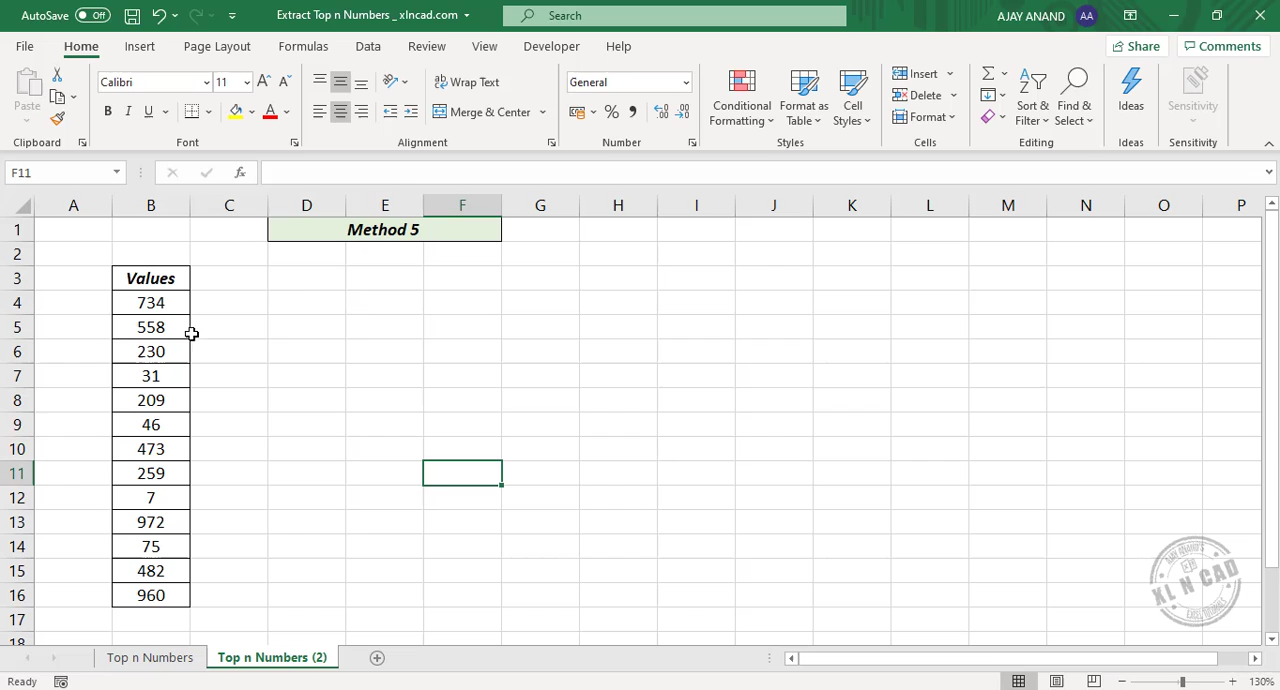 AutoSave Off Extract Top n Numbers _ xlncad.com Search AJAY ANAND AA
File Home Insert Page Layout Formulas Data Review View Developer Help Share Comments
Paste Calibri 11 Wrap Text General Conditional Formatting Format as Table Cell Styles Insert Sort & Filter Find & Select Ideas Sensitivity
Delete
B I U Merge & Center Format
Clipboard Font Alignment Number Styles Cells Editing Ideas Sensitivity
F11 fx
A B C D E F G H I J K L M N O P
1 Method 5
2
3 Values
4 734
5 558
6 230
7 31
8 209
9 46
10 473
11 259
12 7
13 972
14 75
15 482
16 960
17
18
XL N CAD
Top n Numbers Top n Numbers (2)
Ready 130%